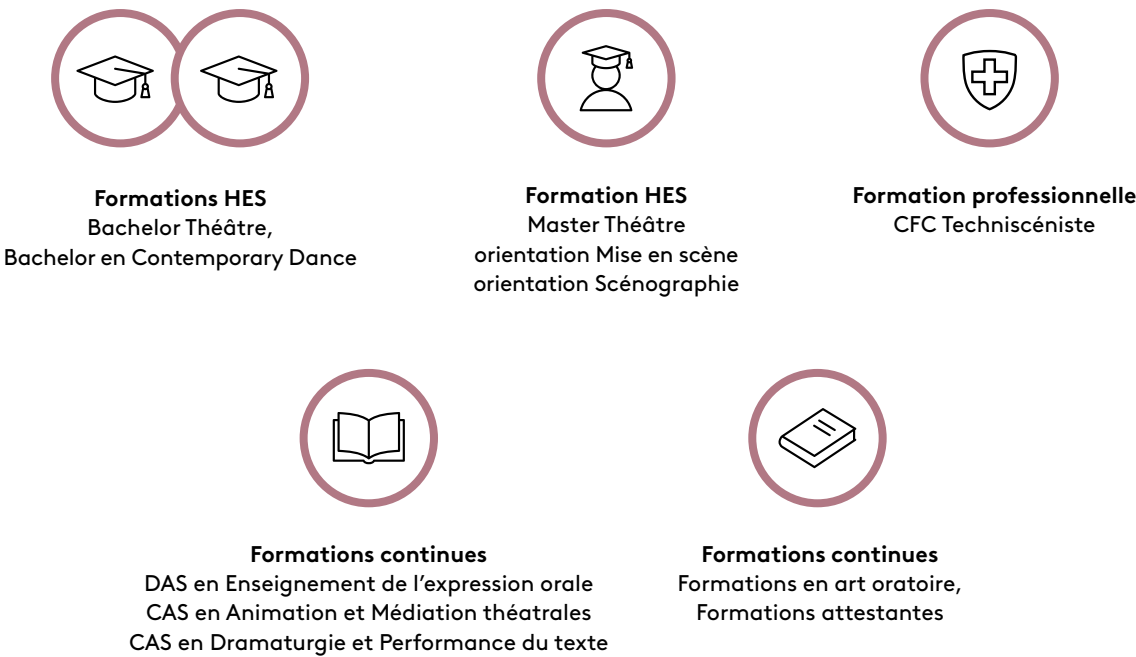 Formations HES
Bachelor Théâtre,
Bachelor en Contemporary Dance
Formation HES
Master Théâtre
orientation Mise en scène
orientation Scénographie
Formation professionnelle
CFC Techniscéniste
Formations continues
DAS en Enseignement de l’expression orale
CAS en Animation et Médiation théâtrales
CAS en Dramaturgie et Performance du texte
Formations continues
Formations en art oratoire,
Formations attestantes